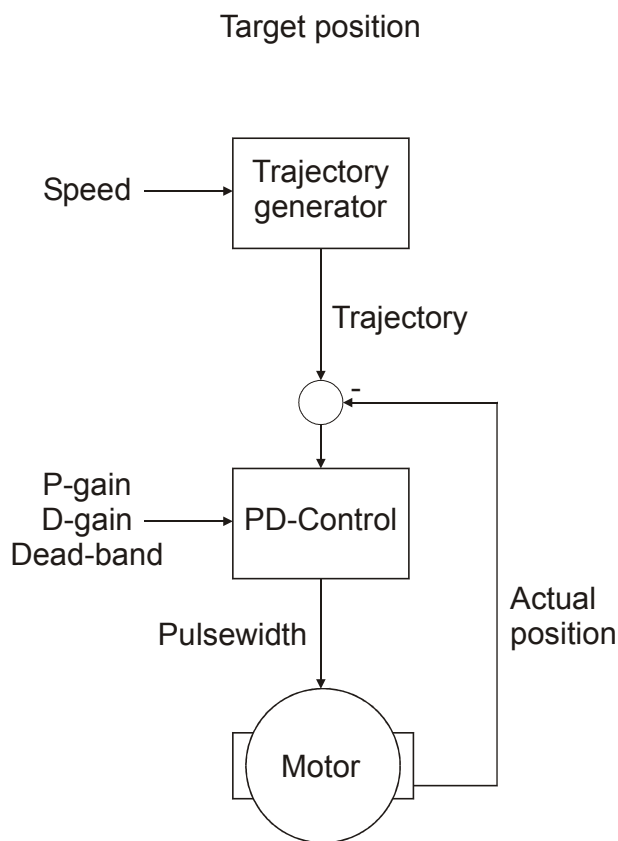 Target position
Speed
Trajectory
generator
Trajectory
-
P-gain
D-gain
Dead-band
PD-Control
Pulsewidth
Actual
position
Motor